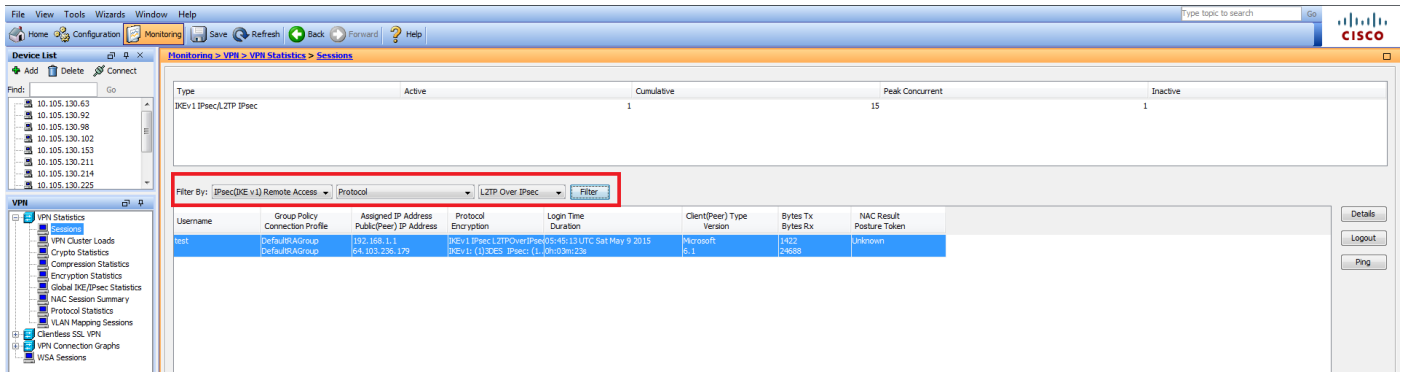 File View Tools Wizards Window Help
Type topic to search Go
Home Configuration Monitoring Save Refresh Back Forward Help
CISCO
Device List
Monitoring > VPN > VPN Statistics > Sessions
Add Delete Connect
Find: Go
10.105.130.63
10.105.130.92
10.105.130.98
10.105.130.102
10.105.130.153
10.105.130.211
10.105.130.214
10.105.130.225
Type Active Cumulative Peak Concurrent Inactive
IKEv1 IPsec/L2TP IPsec 1 15 1
Filter By: IPsec(IKE v1) Remote Access Protocol L2TP Over IPsec Filter
VPN
VPN Statistics
Sessions
VPN Cluster Loads
Crypto Statistics
Compression Statistics
Encryption Statistics
Global IKE/IPsec Statistics
NAC Session Summary
Protocol Statistics
VLAN Mapping Sessions
Clientless SSL VPN
VPN Connection Graphs
WSA Sessions
Username Group Policy Assigned IP Address Protocol Login Time Client(Peer) Type Bytes Tx NAC Result
Connection Profile Public(Peer) IP Address Encryption Duration Version Bytes Rx Posture Token
test DefaultRAGroup 192.168.1.1 IKEv1 IPsec L2TPOverIPsec 05:45:13 UTC Sat May 9 2015 Microsoft 1422 Unknown
DefaultRAGroup 64.103.236.179 IKEv1: (1)3DES IPsec: (1... 0h:03m:23s 6.1 24688
Details
Logout
Ping